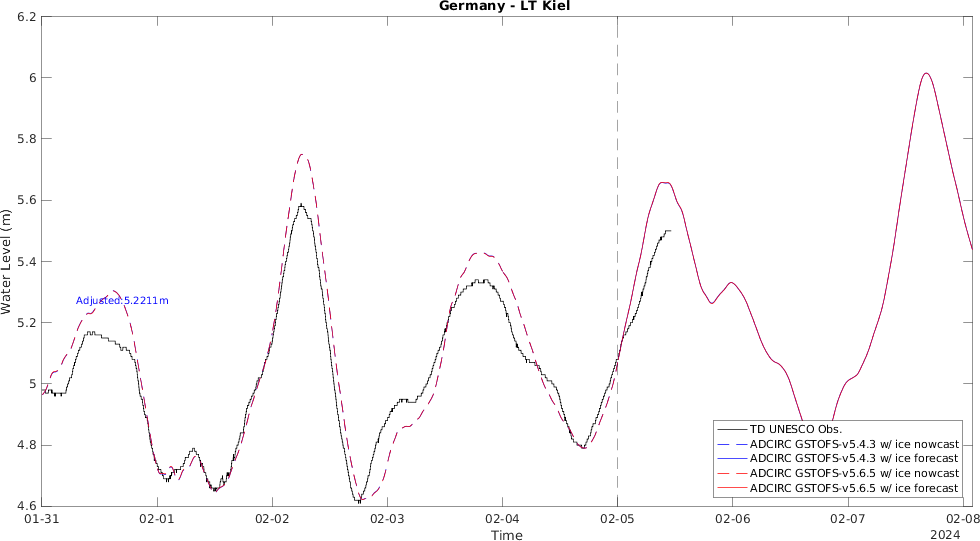 Germany - LT Kiel
6.2
6
5.8
5.6
5.4
5.2
5
4.8
4.6
Water Level (m)
Adjusted:5.2211m
TD UNESCO Obs.
ADCIRC GSTOFS-v5.4.3 w/ ice nowcast
ADCIRC GSTOFS-v5.4.3 w/ ice forecast
ADCIRC GSTOFS-v5.6.5 w/ ice nowcast
ADCIRC GSTOFS-v5.6.5 w/ ice forecast
01-31 02-01 02-02 02-03 02-04 02-05 02-06 02-07 02-08
Time
2024